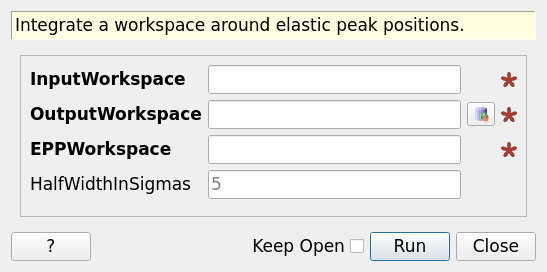 Integrate a workspace around elastic peak positions.
InputWorkspace
OutputWorkspace
EPPWorkspace
HalfWidthInSigmas 5
? Keep Open Run Close